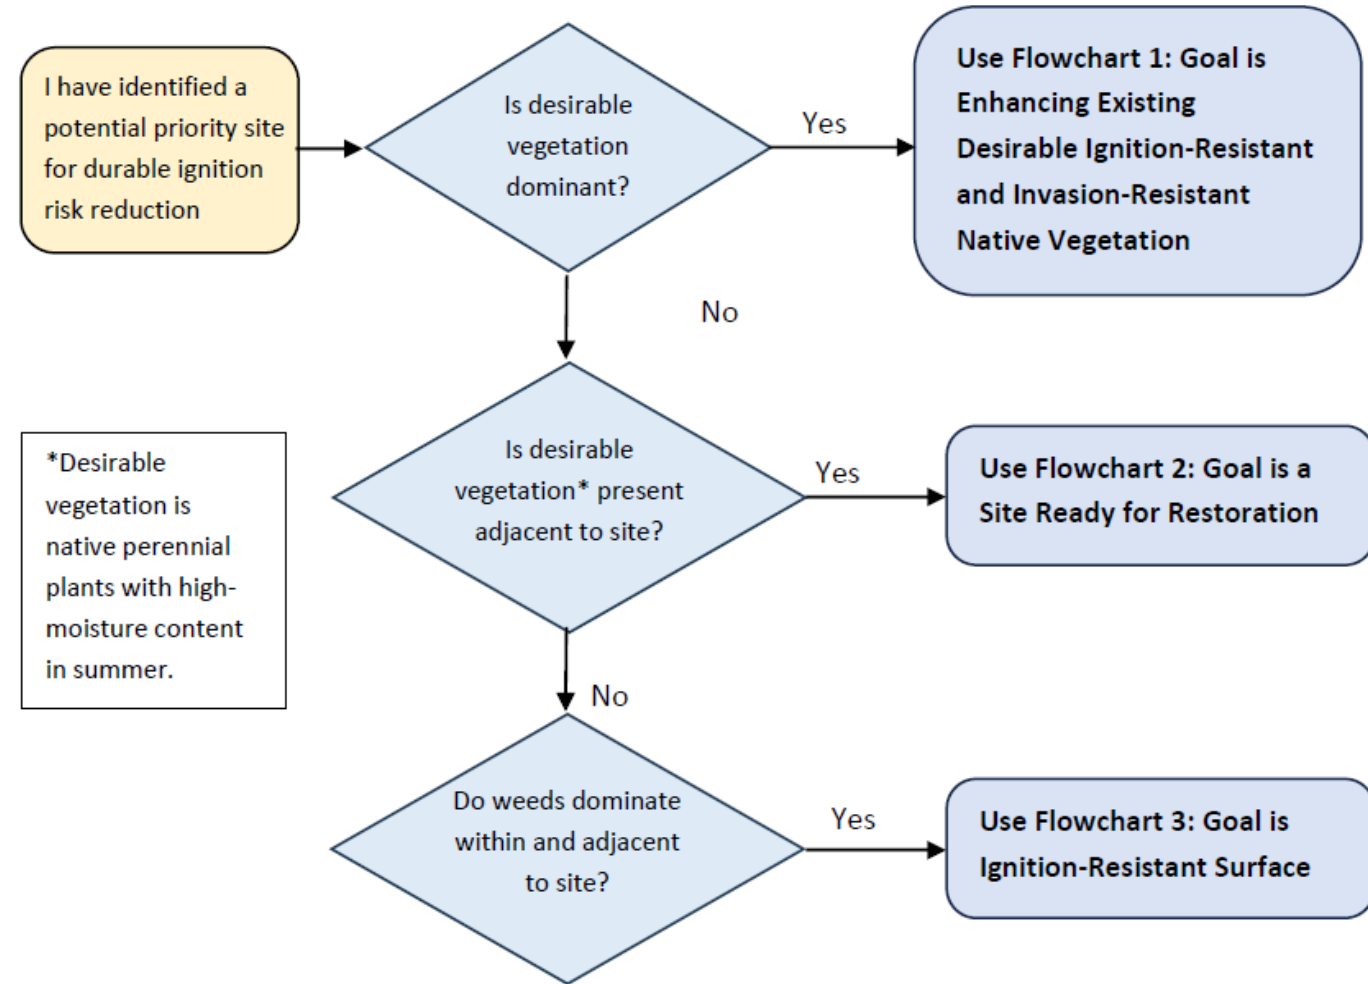 I have identified a
potential priority site
for durable ignition
risk reduction
Is desirable
vegetation
dominant?
Yes
Use Flowchart 1: Goal is
Enhancing Existing
Desirable Ignition-Resistant
and Invasion-Resistant
Native Vegetation
No
*Desirable
vegetation is
native perennial
plants with high-
moisture content
in summer.
Is desirable
vegetation* present
adjacent to site?
Yes
Use Flowchart 2: Goal is a
Site Ready for Restoration
No
Do weeds dominate
within and adjacent
to site?
Yes
Use Flowchart 3: Goal is
Ignition-Resistant Surface